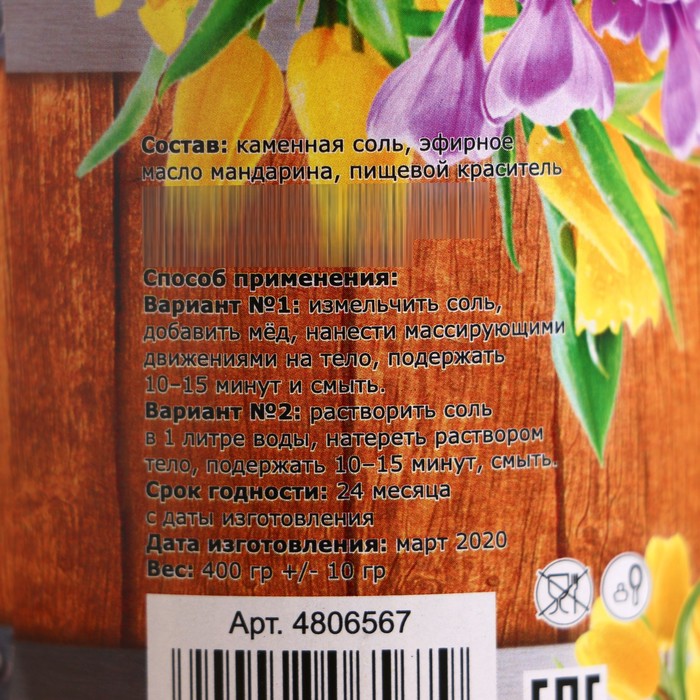 Состав: каменная соль, эфирное
масло мандарина, пищевой краситель
Способ применения:
Вариант №1: измельчить соль,
добавить мёд, нанести массирующими
движениями на тело, подержать
10–15 минут и смыть.
Вариант №2: растворить соль
в 1 литре воды, натереть раствором
тело, подержать 10–15 минут, смыть.
Срок годности: 24 месяца
с даты изготовления
Дата изготовления: март 2020
Вес: 400 гр +/- 10 гр
Арт. 4806567